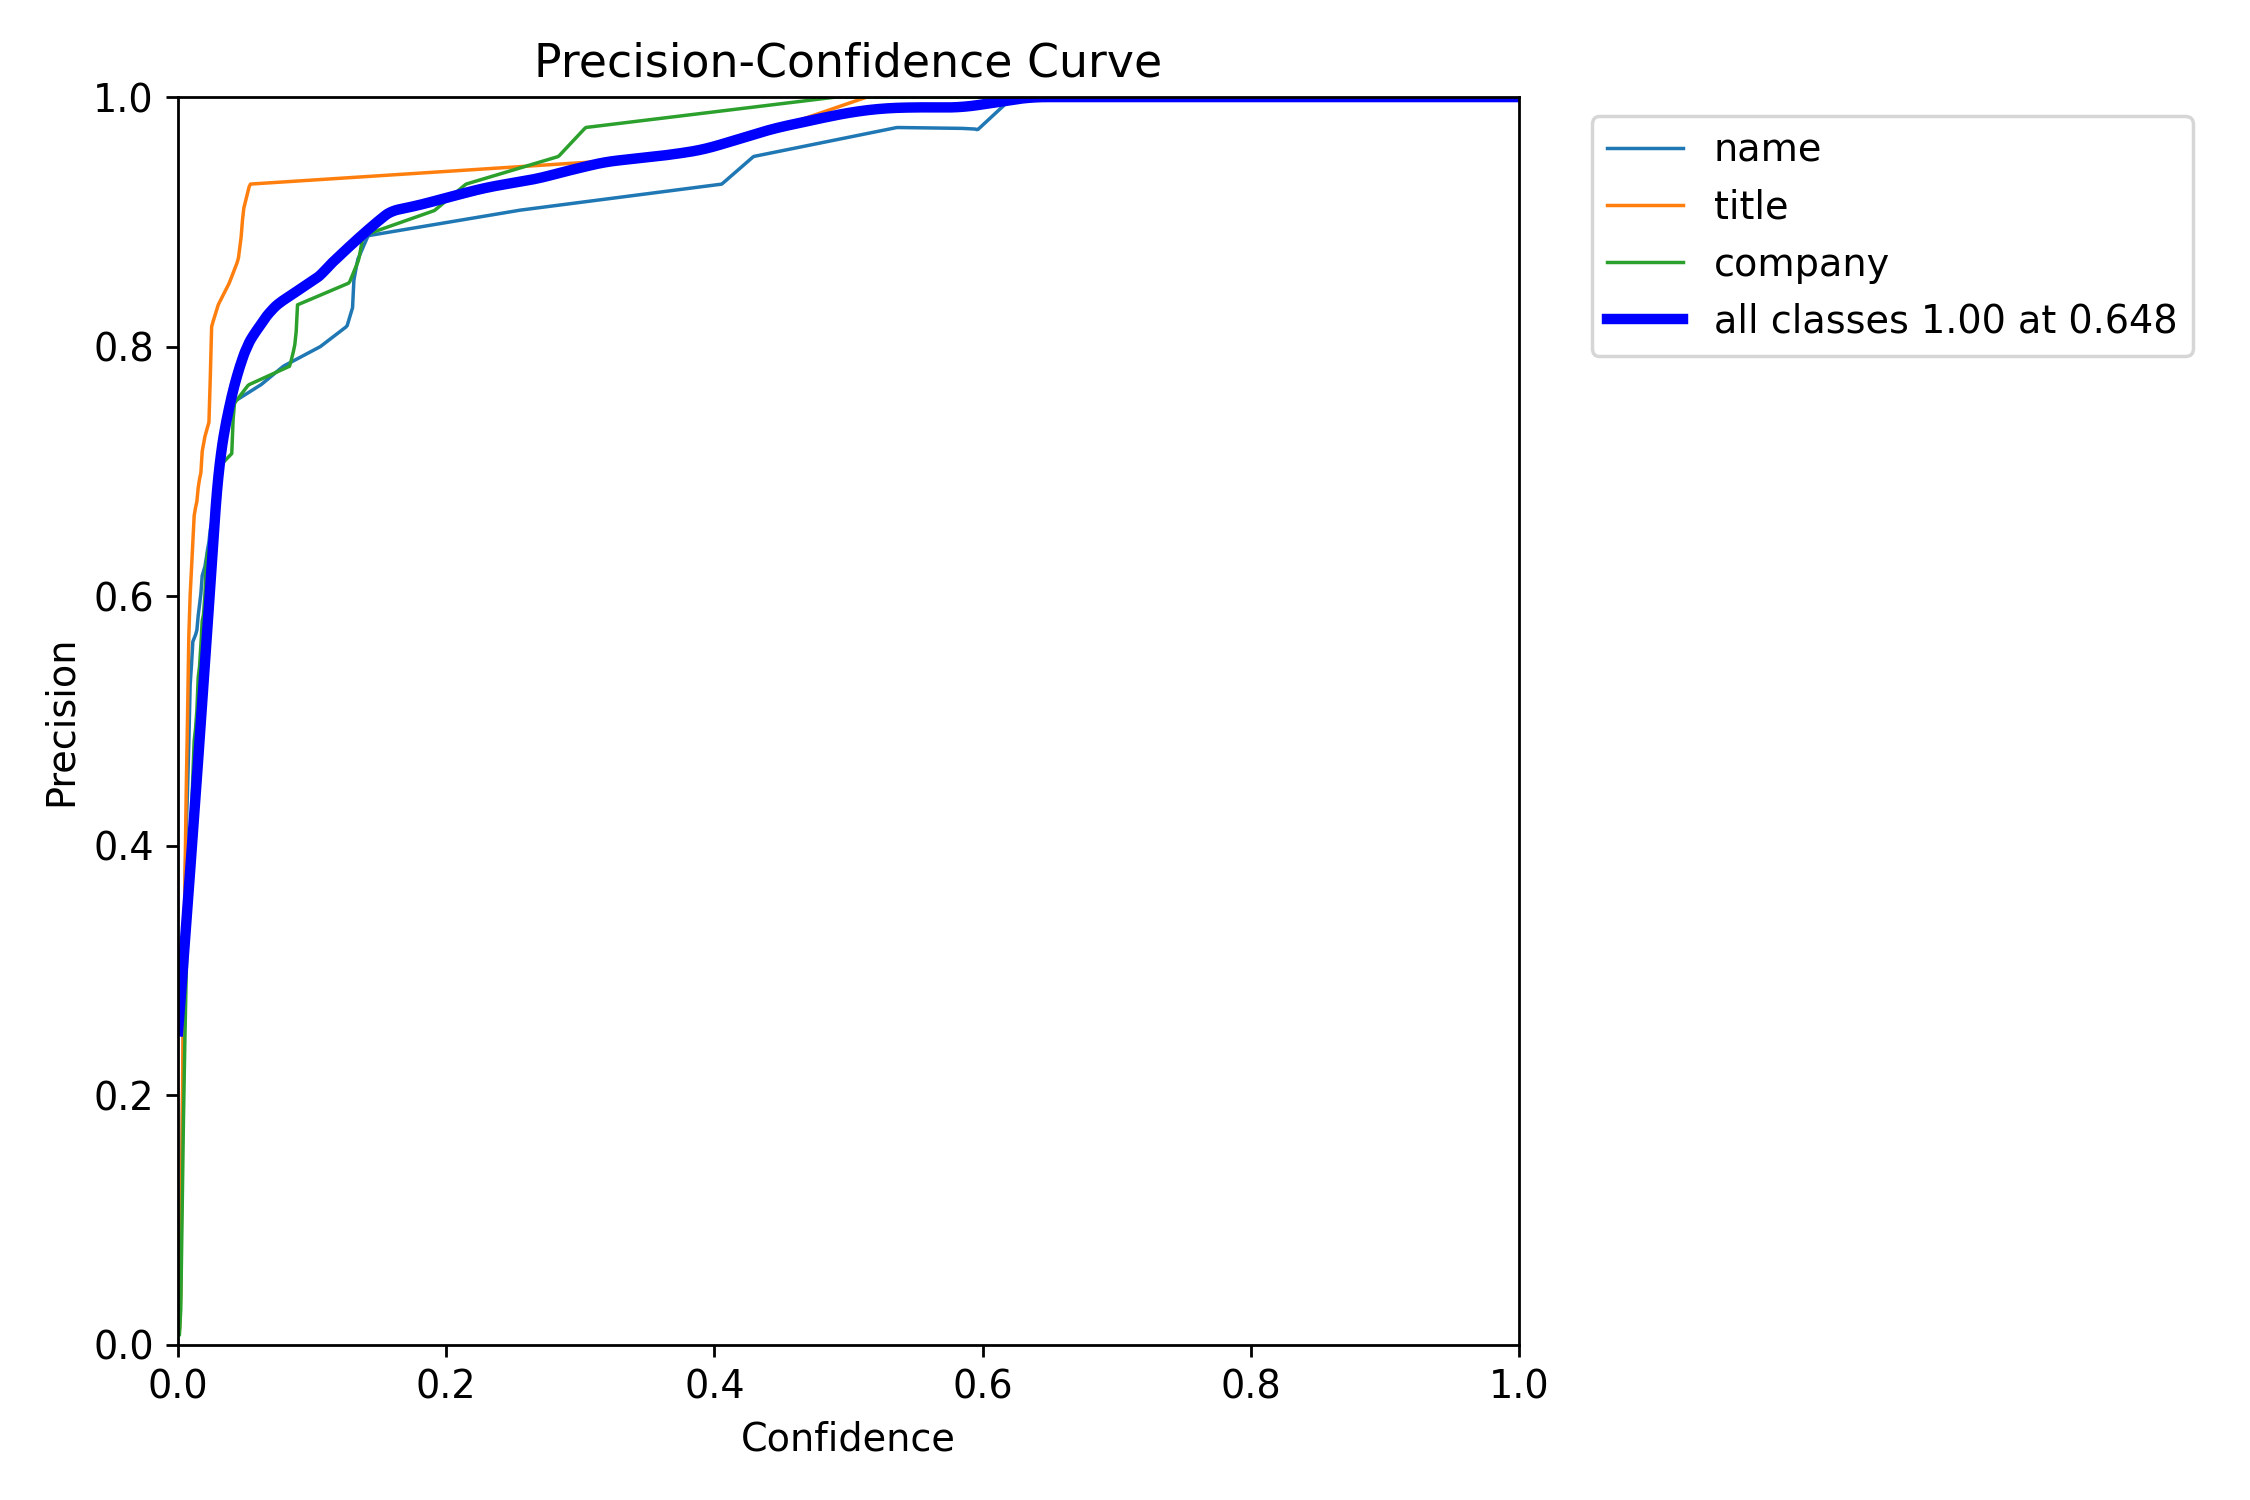 Precision-Confidence Curve
1.0
0.8
0.6
0.4
0.2
0.0
Precision
0.0 0.2 0.4 0.6 0.8 1.0
Confidence
name
title
company
all classes 1.00 at 0.648